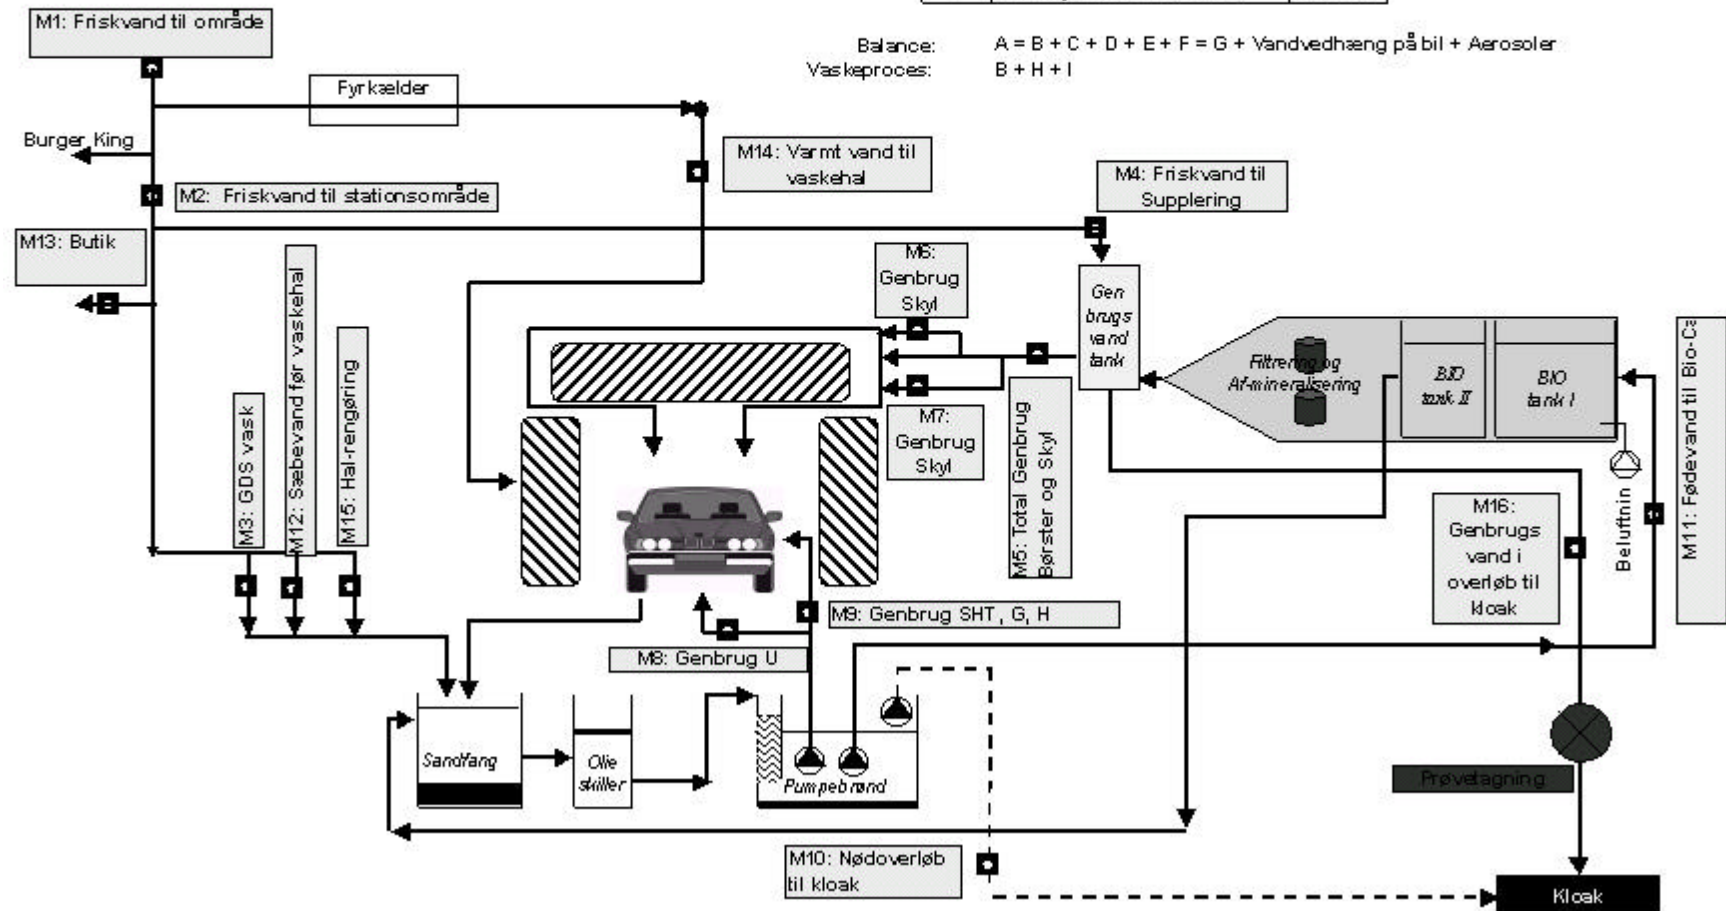 M1: Friskvand til område
Balance: A = B + C + D + E + F = G + Vandvedhæng på bil + Aerosoler
Vaskeproces: B + H + I
Fyrkælder
Burger King
M14: Varmt vand til
vaskehal
M4: Friskvand til
Supplering
M2: Friskvand til stationsområde
M13: Butik
M6:
Genbrug
Skyl
Gen
brugs
vand
tank
M3: GDS vask
M12: Sæbevand før vaskehal
M15: Hal-rengøring
Filtrering og
Af-mineralisering
BIO
tank II
BIO
tank I
M7:
Genbrug
Skyl
M5: Total Genbrug
Børster og Skyl
M11: Fødevand til Bio-Ca
Beluftnin
M16:
Genbrugs
vand i
overløb til
kloak
M9: Genbrug SHT, G, H
M8: Genbrug U
Sandfang
Olie
skiller
Pumpebrønd
Prøvetagning
M10: Nødoverløb
til kloak
Kloak